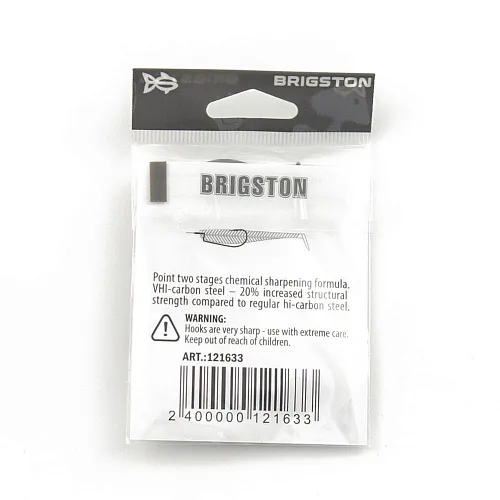 BRIGSTON
BRIGSTON
Point two stages chemical sharpening formula.
VHI-carbon steel – 20% increased structural
strength compared to regular hi-carbon steel.
WARNING:
Hooks are very sharp - use with extreme care.
Keep out of reach of children.
ART.:121633
2 400000 121633